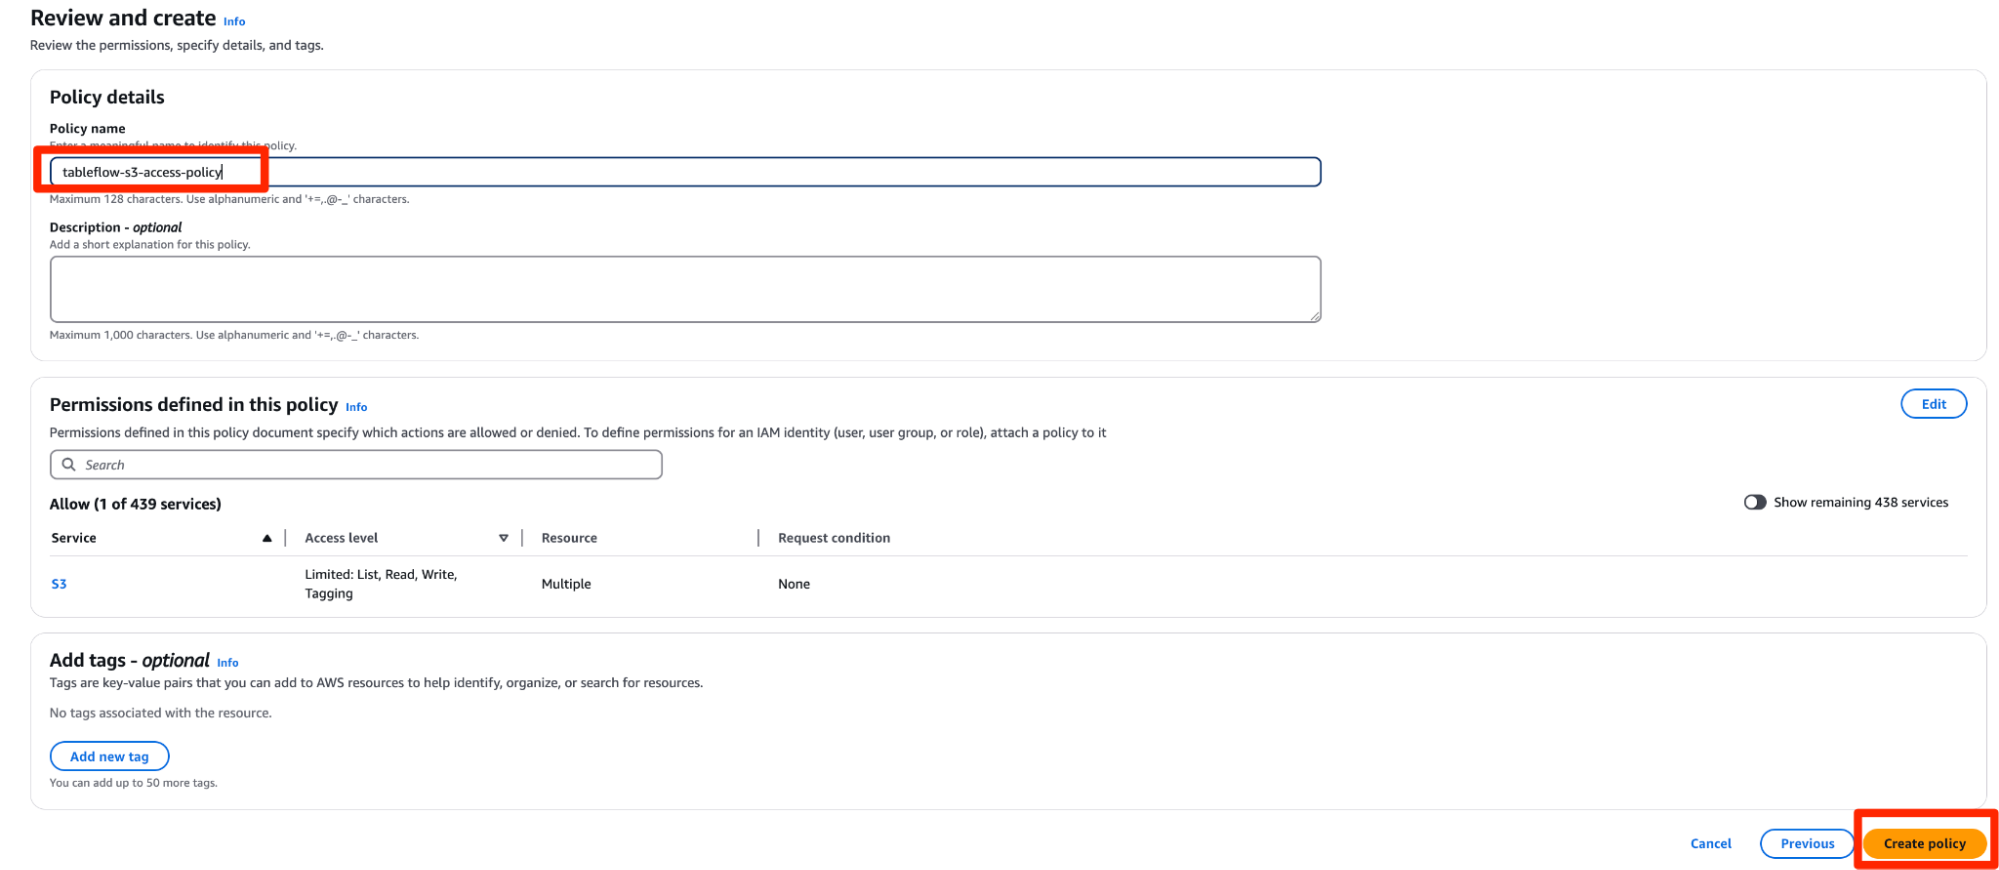 Review and create Info
Review the permissions, specify details, and tags.
Policy details
Policy name
Enter a meaningful name to identify this policy.
tableflow-s3-access-policy
Maximum 128 characters. Use alphanumeric and '+=,.@-_' characters.
Description - optional
Add a short explanation for this policy.
Maximum 1,000 characters. Use alphanumeric and '+=,.@-_' characters.
Permissions defined in this policy Info
Edit
Permissions defined in this policy document specify which actions are allowed or denied. To define permissions for an IAM identity (user, user group, or role), attach a policy to it
Search
Allow (1 of 439 services)
Show remaining 438 services
Service Access level Resource Request condition
S3 Limited: List, Read, Write, Multiple None
Tagging
Add tags - optional Info
Tags are key-value pairs that you can add to AWS resources to help identify, organize, or search for resources.
No tags associated with the resource.
Add new tag
You can add up to 50 more tags.
Cancel Previous Create policy